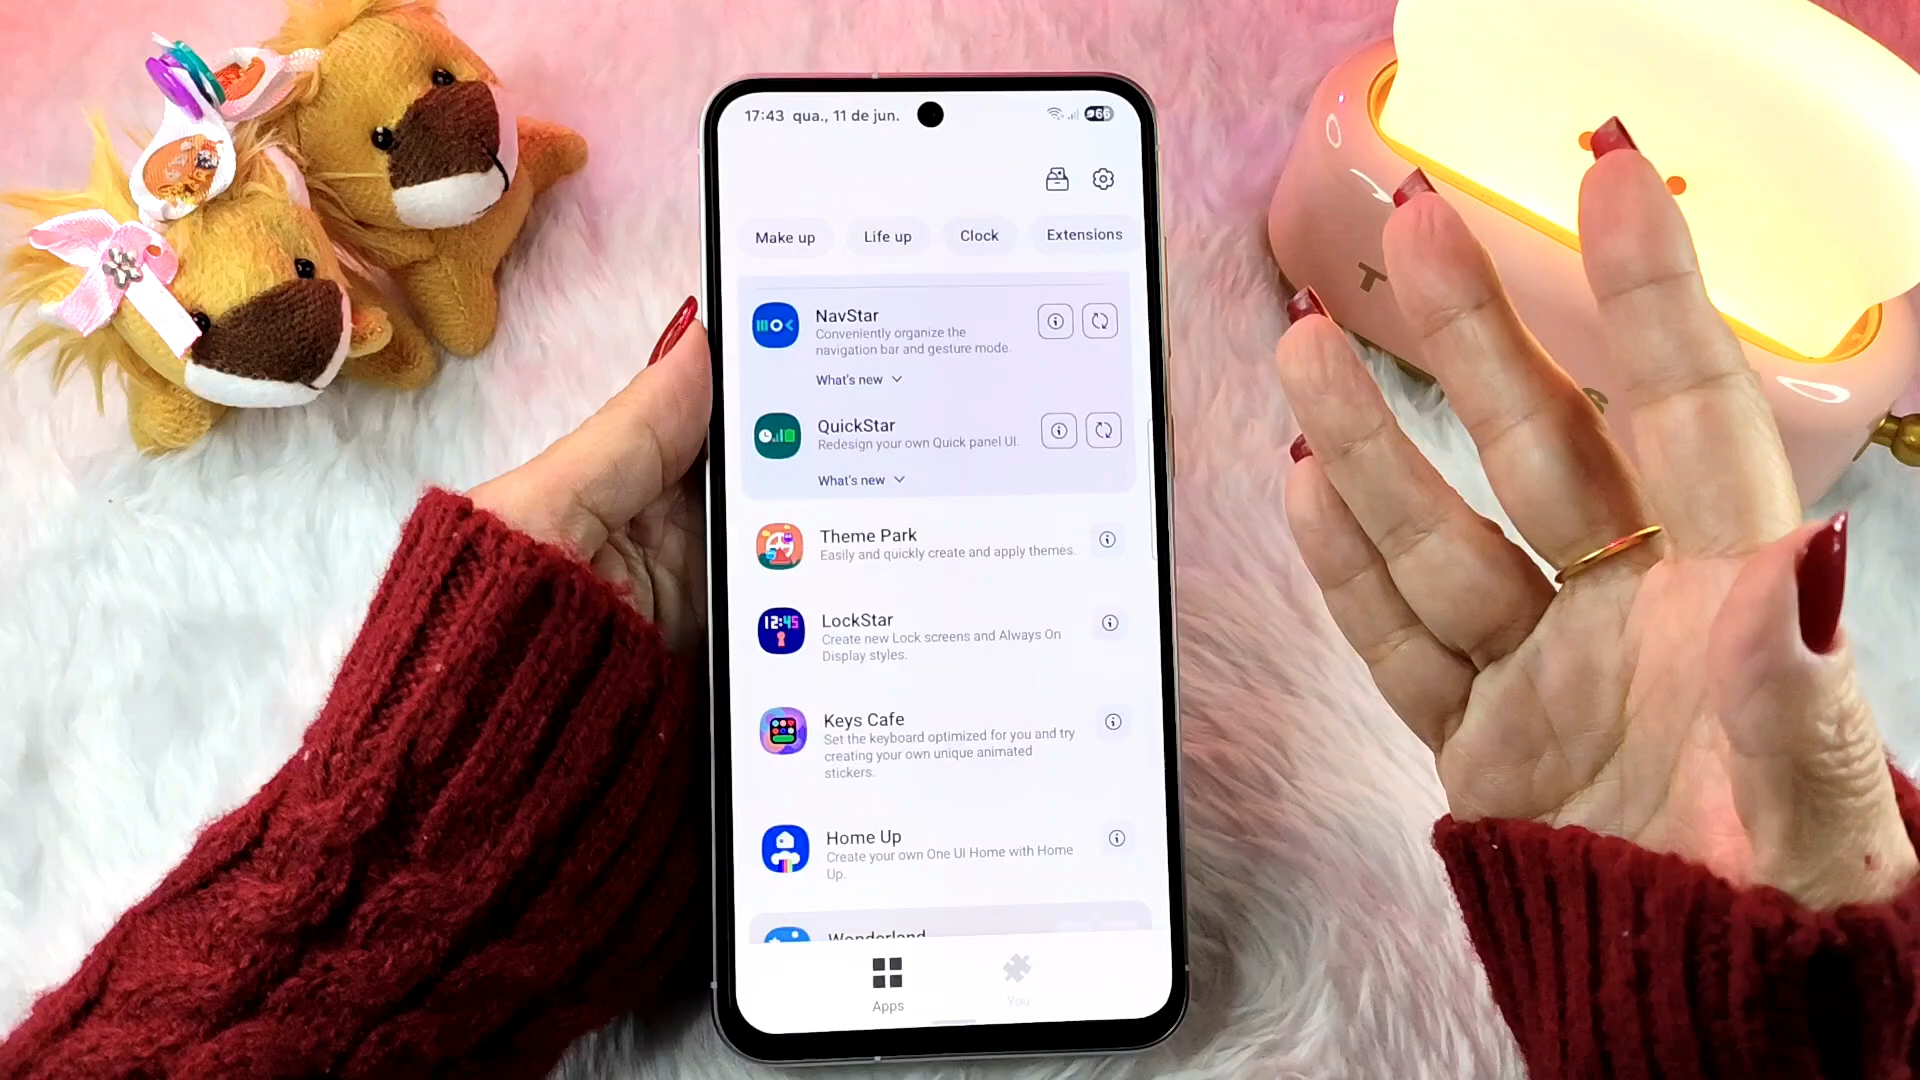 17:43 qua., 11 de jun.
66
Make up
Life up
Clock
Extensions
NavStar
Conveniently organize the
navigation bar and gesture mode.
What's new
QuickStar
Redesign your own Quick panel UI.
What's new
Theme Park
Easily and quickly create and apply themes.
12:45
LockStar
Create new Lock screens and Always On
Display styles.
Keys Cafe
Set the keyboard optimized for you and try
creating your own unique animated
stickers.
Home Up
Create your own One UI Home with Home
Up.
Wonderland
Apps
You
T
S